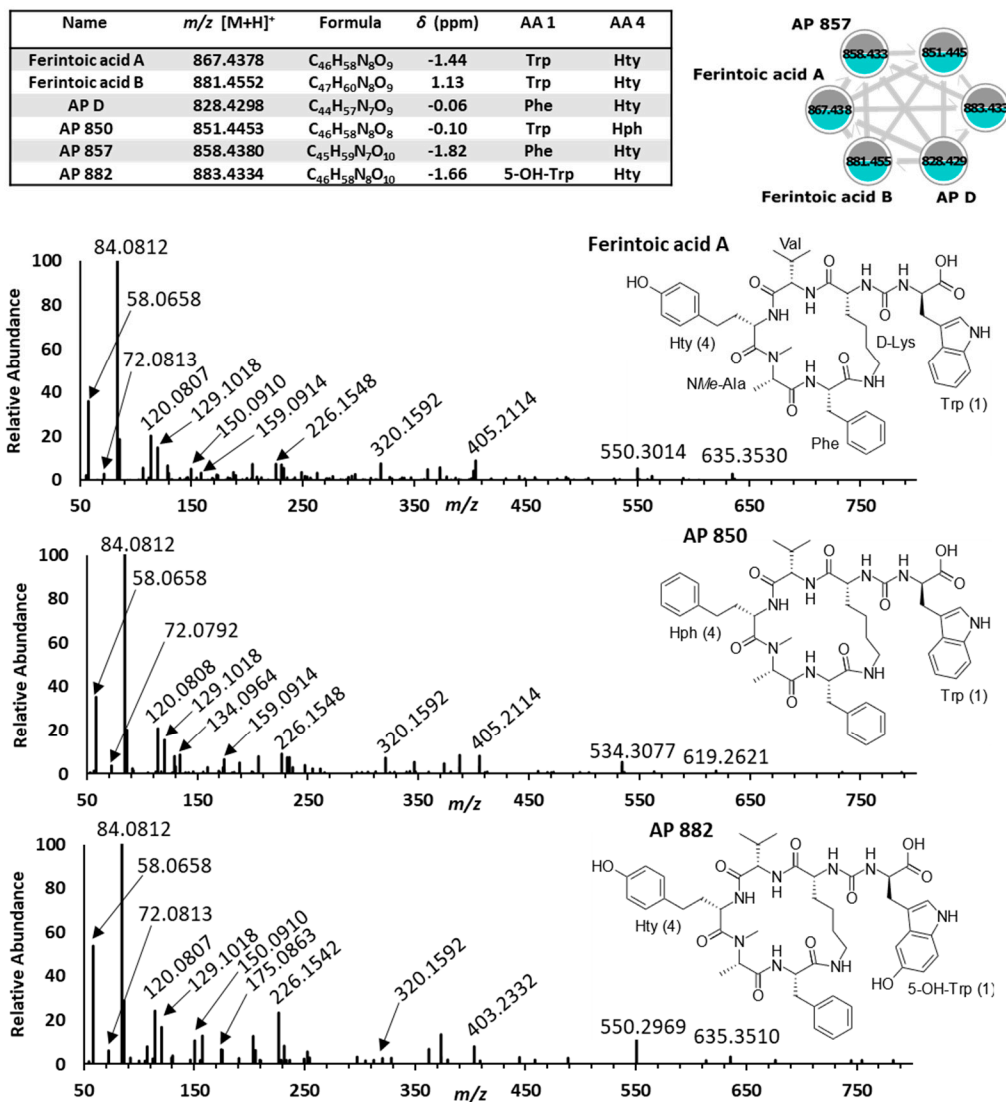 Name m/z [M+H]+ Formula δ (ppm) AA 1 AA 4
Ferintoic acid A 867.4378 C46H58N8O9 -1.44 Trp Hty
Ferintoic acid B 881.4552 C47H60N8O9 1.13 Trp Hty
AP D 828.4298 C44H57N7O9 -0.06 Phe Hty
AP 850 851.4453 C46H58N8O8 -0.10 Trp Hph
AP 857 858.4380 C45H59N7O10 -1.82 Phe Hty
AP 882 883.4334 C46H58N8O10 -1.66 5-OH-Trp Hty
AP 857
858.433 851.445
Ferintoic acid A
867.438 883.433
881.455 828.429
Ferintoic acid B AP D
Relative Abundance
100
80
60
40
20
0
84.0812
58.0658
72.0813
120.0807
129.1018
150.0910
159.0914
226.1548
320.1592
405.2114
550.3014
635.3530
50 150 250 350 450 550 650 750
m/z
Ferintoic acid A
Val
HO
O
O
H
N
H
N
O
OH
N
H
NH
O
O
NH
Hty (4)
D-Lys
O
N
NMe-Ala
O
H
N
O
NH
Trp (1)
Phe
Relative Abundance
100
80
60
40
20
0
84.0812
58.0658
72.0792
120.0808
129.1018
134.0964
159.0914
226.1548
320.1592
405.2114
534.3077
619.2621
50 150 250 350 450 550 650 750
m/z
AP 850
O
O
H
N
H
N
O
OH
N
H
NH
O
O
NH
Hph (4)
O
N
O
H
N
O
NH
Trp (1)
Relative Abundance
100
80
60
40
20
0
84.0812
58.0658
72.0813
120.0807
129.1018
150.0910
175.0863
226.1542
320.1592
403.2332
550.2969
635.3510
50 150 250 350 450 550 650 750
m/z
AP 882
HO
O
O
H
N
H
N
O
OH
N
H
NH
O
O
NH
Hty (4)
O
N
O
H
N
O
NH
HO
5-OH-Trp (1)